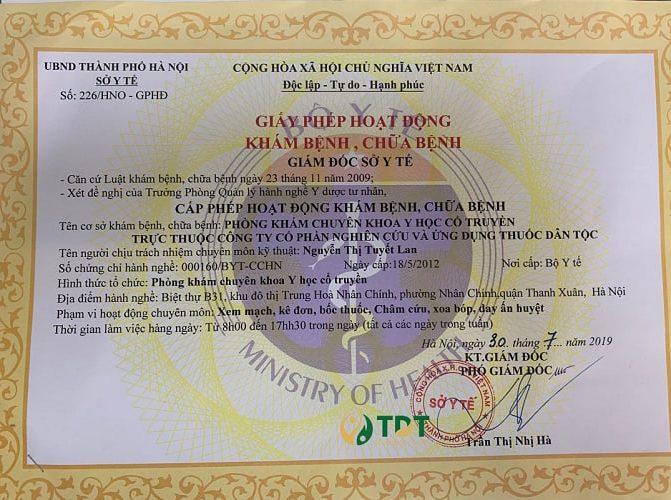 UBND THÀNH PHỐ HÀ NỘI
SỞ Y TẾ
Số: 226/HNO - GPHĐ
CỘNG HÒA XÃ HỘI CHỦ NGHĨA VIỆT NAM
Độc lập - Tự do - Hạnh phúc
BỘ Y TẾ
GIẤY PHÉP HOẠT ĐỘNG
KHÁM BỆNH , CHỮA BỆNH
GIÁM ĐỐC SỞ Y TẾ
- Căn cứ Luật khám bệnh, chữa bệnh ngày 23 tháng 11 năm 2009;
- Xét đề nghị của Trưởng Phòng Quản lý hành nghề Y dược tư nhân,
CẤP PHÉP HOẠT ĐỘNG KHÁM BỆNH, CHỮA BỆNH
Tên cơ sở khám bệnh, chữa bệnh: PHÒNG KHÁM CHUYÊN KHOA Y HỌC CỔ TRUYỀN
TRỰC THUỘC CÔNG TY CỔ PHẦN NGHIÊN CỨU VÀ ỨNG DỤNG THUỐC DÂN TỘC
Tên người chịu trách nhiệm chuyên môn kỹ thuật: Nguyễn Thị Tuyết Lan
Số chứng chỉ hành nghề: 000160/BYT-CCHN Ngày cấp:18/5/2012 Nơi cấp: Bộ Y tế
Hình thức tổ chức: Phòng khám chuyên khoa Y học cổ truyền
Địa điểm hành nghề: Biệt thự B31, khu đô thị Trung Hoà Nhân Chính, phường Nhân Chính,quận Thanh Xuân, Hà Nội
Phạm vi hoạt động chuyên môn: Xem mạch, kê đơn, bốc thuốc, Châm cứu, xoa bóp, day ấn huyệt
Thời gian làm việc hàng ngày: Từ 8h00 đến 17h30 trong ngày (tất cả các ngày trong tuần)
Hà Nội, ngày 30. tháng 7... năm 2019
KT.GIÁM ĐỐC
PHÓ GIÁM ĐỐC
MINISTRY OF HEALTH
CỘNG HÒA X.H.C.N VIỆT NAM
SỞ Y TẾ
THÀNH PHỐ HÀ NỘI
TDT
Trần Thị Nhị Hà